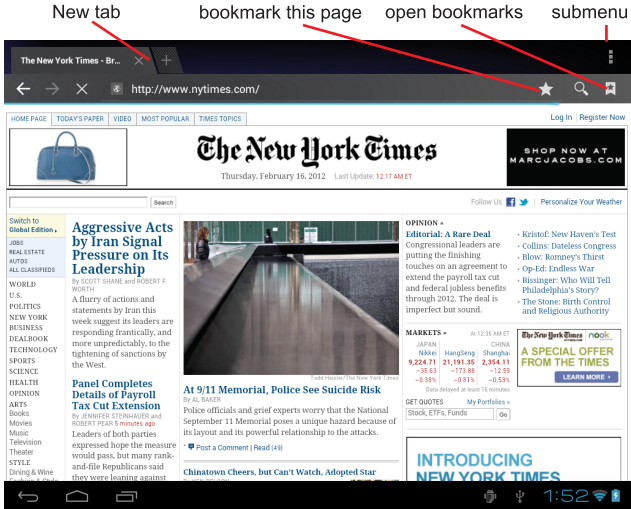 New tab
bookmark this page
open bookmarks
submenu
The New York Times - Br...
http://www.nytimes.com/
HOME PAGE
TODAY'S PAPER
VIDEO
MOST POPULAR
TIMES TOPICS
Log In
Register Now
The New York Times
Thursday, February 16, 2012 Last Update: 12:17 AM ET
SHOP NOW AT
MARCJACOBS.COM
Search
Follow Us
Personalize Your Weather
Switch to
Global Edition
JOBS
REAL ESTATE
AUTOS
ALL CLASSIFIEDS
WORLD
U.S.
POLITICS
NEW YORK
BUSINESS
DEALBOOK
TECHNOLOGY
SPORTS
SCIENCE
HEALTH
OPINION
ARTS
Books
Movies
Music
Television
Theater
STYLE
Dining & Wine
Aggressive Acts
by Iran Signal
Pressure on Its
Leadership
By SCOTT SHANE and ROBERT F.
WORTH
A flurry of actions and
statements by Iran this
week suggest its leaders
are responding frantically, and
more unpredictably, to the
tightening of sanctions by
the West.
Panel Completes
Details of Payroll
Tax Cut Extension
By JENNIFER STEINHAUER and
ROBERT PEAR 5 minutes ago
Leaders of both parties
expressed hope the measure
would pass, but many rank-
and-file Republicans said
they were leaning against
Todd Heisler/The New York Times
At 9/11 Memorial, Police See Suicide Risk
By AL BAKER
Police officials and grief experts worry that the National
September 11 Memorial poses a unique hazard because of
its layout and its powerful relationship to the attacks.
Post a Comment | Read (49)
Chinatown Cheers, but Can't Watch, Adopted Star
OPINION »
Editorial: A Rare Deal
Congressional leaders are
putting the finishing
touches on an agreement to
extend the payroll tax cut
and federal jobless benefits
through 2012. The deal is
imperfect but sound.
Kristof: New Haven's Test
Collins: Dateless Congress
Blow: Romney's Thirst
Op-Ed: Endless War
Bissinger: Who Will Tell
Philadelphia's Story?
The Stone: Birth Control
and Religious Authority
MARKETS »
At 12:35 AM ET
JAPAN
Nikkei
9,224.71
−35.63
−0.38%
HangSeng
21,191.35
−173.88
−0.81%
CHINA
Shanghai
2,354.11
−12.59
−0.53%
Data delayed at least 15 minutes
GET QUOTES
My Portfolios »
Stock, ETFs, Funds
Go
The New York Times
nook
A SPECIAL OFFER
FROM THE TIMES
LEARN MORE
INTRODUCING
NEW YORK TIMES
1:52